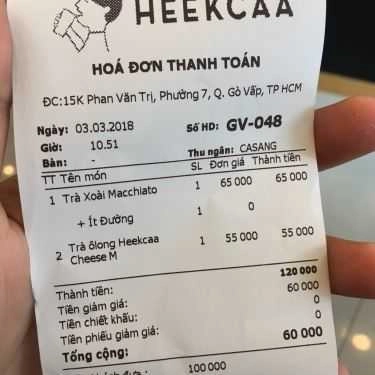 HEEKCAA
HOÁ ĐƠN THANH TOÁN
ĐC:15K Phan Văn Trị, Phường 7, Q. Gò Vấp, TP HCM
Ngày: 03.03.2018 Số HD: GV-048
Giờ: 10.51
Bàn: - Thu ngân: CASANG
TT Tên món SL Đơn giá Thành tiền
1 Trà Xoài Macchiato 1 65 000 65 000
+ Ít Đường 1 0
2 Trà ôlong Heekcaa Cheese M 1 55 000 55 000
120 000
Thành tiền: 60 000
Tiền giảm giá: 0
Tiền chiết khấu: 0
Tiền phiếu giảm giá:
Tổng cộng: 60 000
100 000